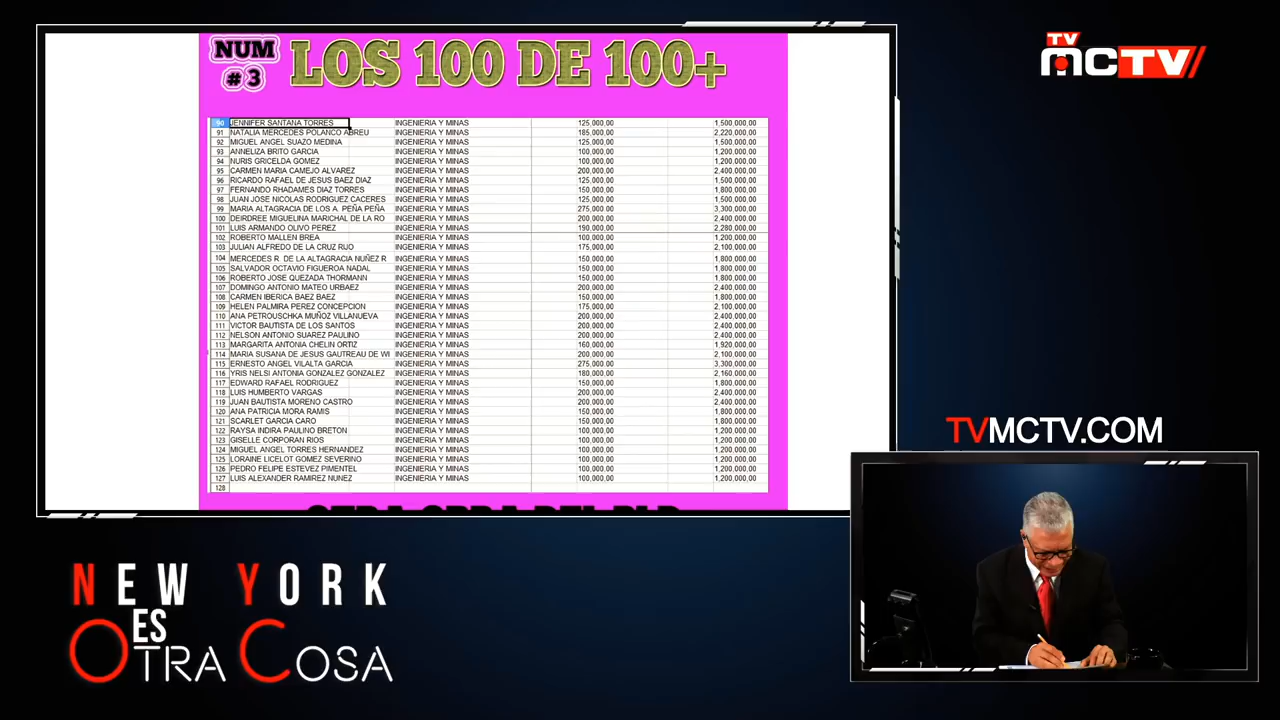 NUM
# 3
LOS 100 DE 100+
TV
MCTV
90 JENNIFER SANTANA TORRES INGENIERIA Y MINAS 125,000.00 1,500,000.00
91 NATALIA MERCEDES POLANCO ABREU INGENIERIA Y MINAS 185,000.00 2,220,000.00
92 MIGUEL ANGEL SUAZO MEDINA INGENIERIA Y MINAS 125,000.00 1,500,000.00
93 ANNELIZA BRITO GARCIA INGENIERIA Y MINAS 100,000.00 1,200,000.00
94 NURIS GRICELDA GOMEZ INGENIERIA Y MINAS 100,000.00 1,200,000.00
95 CARMEN MARIA CAMEJO ALVAREZ INGENIERIA Y MINAS 200,000.00 2,400,000.00
96 RICARDO RAFAEL DE JESUS BAEZ DIAZ INGENIERIA Y MINAS 125,000.00 1,500,000.00
97 FERNANDO RHADAMES DIAZ TORRES INGENIERIA Y MINAS 150,000.00 1,800,000.00
98 JUAN JOSE NICOLAS RODRIGUEZ CACERES INGENIERIA Y MINAS 125,000.00 1,500,000.00
99 MARIA ALTAGRACIA DE LOS A. PEÑA PEÑA INGENIERIA Y MINAS 275,000.00 3,300,000.00
100 DEIRDREE MIGUELINA MARICHAL DE LA RO INGENIERIA Y MINAS 200,000.00 2,400,000.00
101 LUIS ARMANDO OLIVO PEREZ INGENIERIA Y MINAS 190,000.00 2,280,000.00
102 ROBERTO MALLEN BREA INGENIERIA Y MINAS 100,000.00 1,200,000.00
103 JULIAN ALFREDO DE LA CRUZ RIJO INGENIERIA Y MINAS 175,000.00 2,100,000.00
104 MERCEDES R. DE LA ALTAGRACIA NUÑEZ R INGENIERIA Y MINAS 150,000.00 1,800,000.00
105 SALVADOR OCTAVIO FIGUEROA NADAL INGENIERIA Y MINAS 150,000.00 1,800,000.00
106 ROBERTO JOSE QUEZADA THORMANN INGENIERIA Y MINAS 150,000.00 1,800,000.00
107 DOMINGO ANTONIO MATEO URBAEZ INGENIERIA Y MINAS 200,000.00 2,400,000.00
108 CARMEN IBERICA BAEZ BAEZ INGENIERIA Y MINAS 150,000.00 1,800,000.00
109 HELEN PALMIRA PEREZ CONCEPCION INGENIERIA Y MINAS 175,000.00 2,100,000.00
110 ANA PETROUSCHKA MUÑOZ VILLANUEVA INGENIERIA Y MINAS 200,000.00 2,400,000.00
111 VICTOR BAUTISTA DE LOS SANTOS INGENIERIA Y MINAS 200,000.00 2,400,000.00
112 NELSON ANTONIO SUAREZ PAULINO INGENIERIA Y MINAS 200,000.00 2,400,000.00
113 MARGARITA ANTONIA CHELIN ORTIZ INGENIERIA Y MINAS 160,000.00 1,920,000.00
114 MARIA SUSANA DE JESUS GAUTREAU DE WI INGENIERIA Y MINAS 200,000.00 2,100,000.00
115 ERNESTO ANGEL VILALTA GARCIA INGENIERIA Y MINAS 275,000.00 3,300,000.00
116 YRIS NELSI ANTONIA GONZALEZ GONZALEZ INGENIERIA Y MINAS 180,000.00 2,160,000.00
117 EDWARD RAFAEL RODRIGUEZ INGENIERIA Y MINAS 150,000.00 1,800,000.00
118 LUIS HUMBERTO VARGAS INGENIERIA Y MINAS 200,000.00 2,400,000.00
119 JUAN BAUTISTA MORENO CASTRO INGENIERIA Y MINAS 200,000.00 2,400,000.00
120 ANA PATRICIA MORA RAMIS INGENIERIA Y MINAS 150,000.00 1,800,000.00
121 SCARLET GARCIA CARO INGENIERIA Y MINAS 150,000.00 1,800,000.00
122 RAYSA INDIRA PAULINO BRETON INGENIERIA Y MINAS 100,000.00 1,200,000.00
123 GISELLE CORPORAN RIOS INGENIERIA Y MINAS 100,000.00 1,200,000.00
124 MIGUEL ANGEL TORRES HERNANDEZ INGENIERIA Y MINAS 100,000.00 1,200,000.00
125 LORAINE LICELOT GOMEZ SEVERINO INGENIERIA Y MINAS 100,000.00 1,200,000.00
126 PEDRO FELIPE ESTEVEZ PIMENTEL INGENIERIA Y MINAS 100,000.00 1,200,000.00
127 LUIS ALEXANDER RAMIREZ NUNEZ INGENIERIA Y MINAS 100,000.00 1,200,000.00
128
TVMCTV.COM
NEW YORK
ES
OTRA COSA